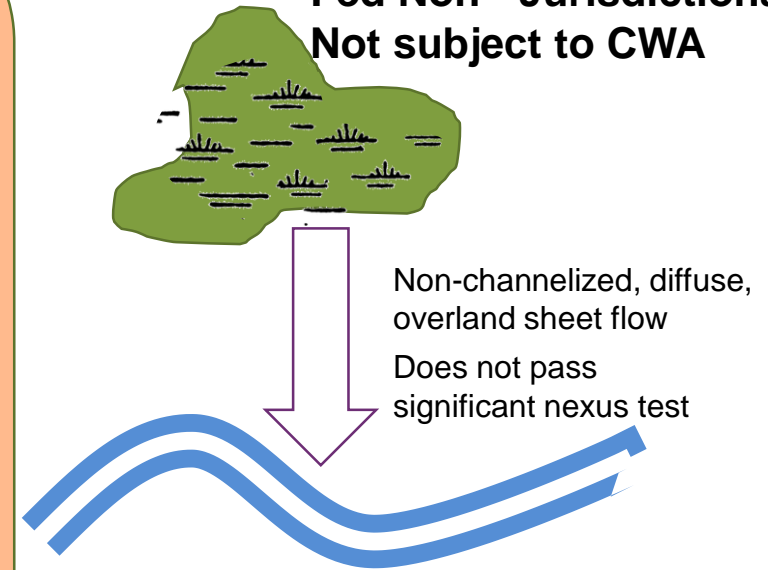 Not subject to CWA
Non-channelized, diffuse,
overland sheet flow
Does not pass
significant nexus test